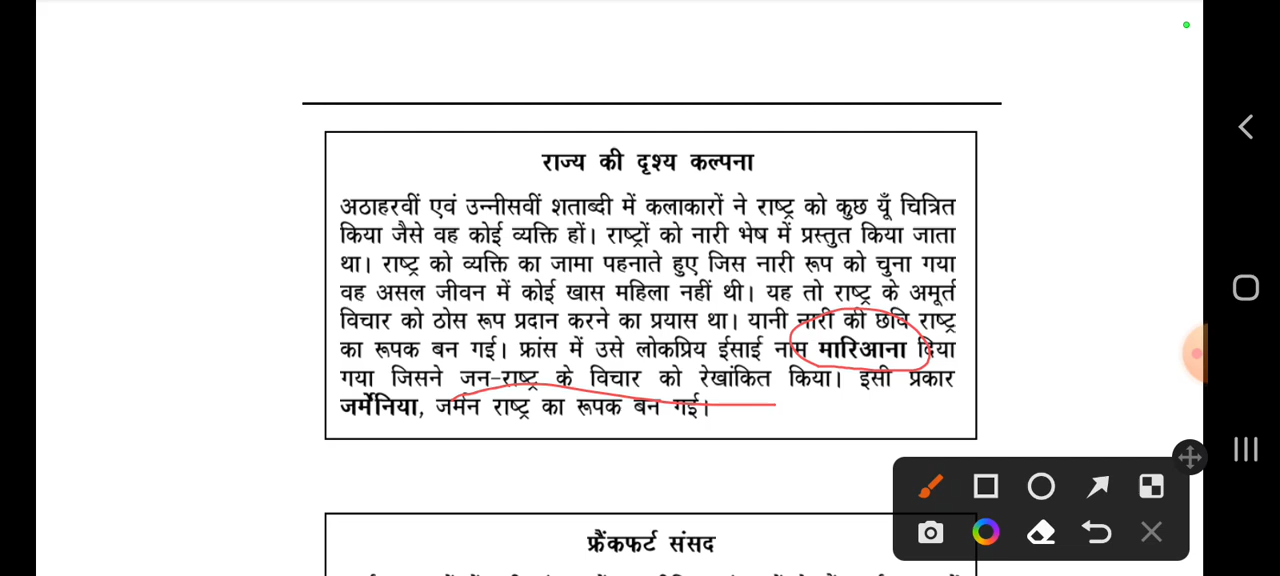 राज्य की दृश्य कल्पना
अठाहरवीं एवं उन्नीसवीं शताब्दी में कलाकारों ने राष्ट्र को कुछ यूँ चित्रित
किया जैसे वह कोई व्यक्ति हों। राष्ट्रों को नारी भेष में प्रस्तुत किया जाता
था। राष्ट्र को व्यक्ति का जामा पहनाते हुए जिस नारी रूप को चुना गया
वह असल जीवन में कोई खास महिला नहीं थी। यह तो राष्ट्र के अमूर्त
विचार को ठोस रूप प्रदान करने का प्रयास था। यानी नारी की छवि राष्ट्र
का रूपक बन गई। फ्रांस में उसे लोकप्रिय ईसाई नाम मारिआना दिया
गया जिसने जन-राष्ट्र के विचार को रेखांकित किया। इसी प्रकार
जर्मेनिया, जर्मन राष्ट्र का रूपक बन गई।
फ्रैंकफर्ट संसद